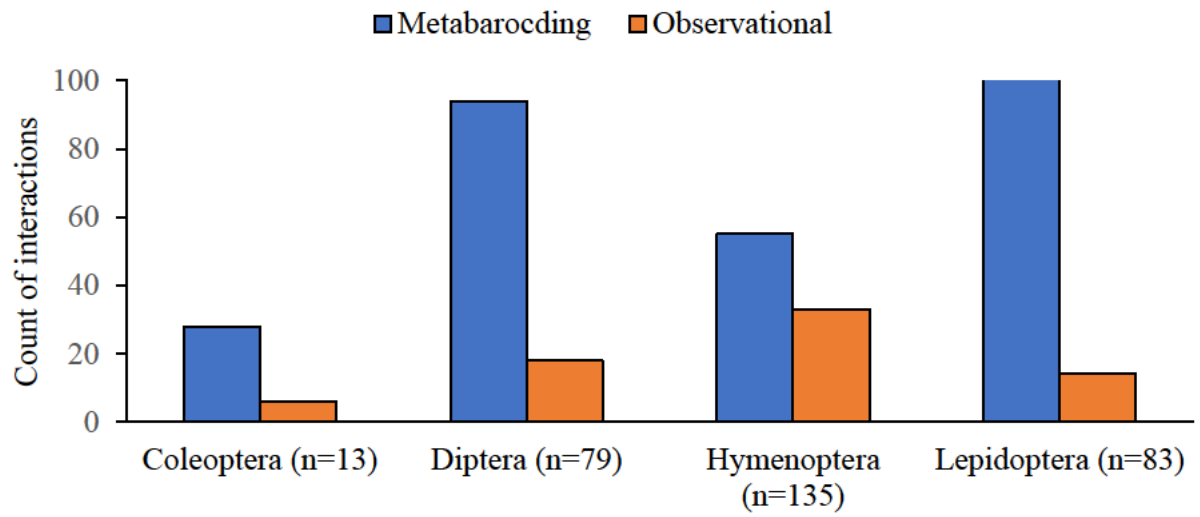 Metabarocding Observational
Count of interactions
100
80
60
40
20
0
Coleoptera (n=13) Diptera (n=79) Hymenoptera Lepidoptera (n=83)
(n=135)